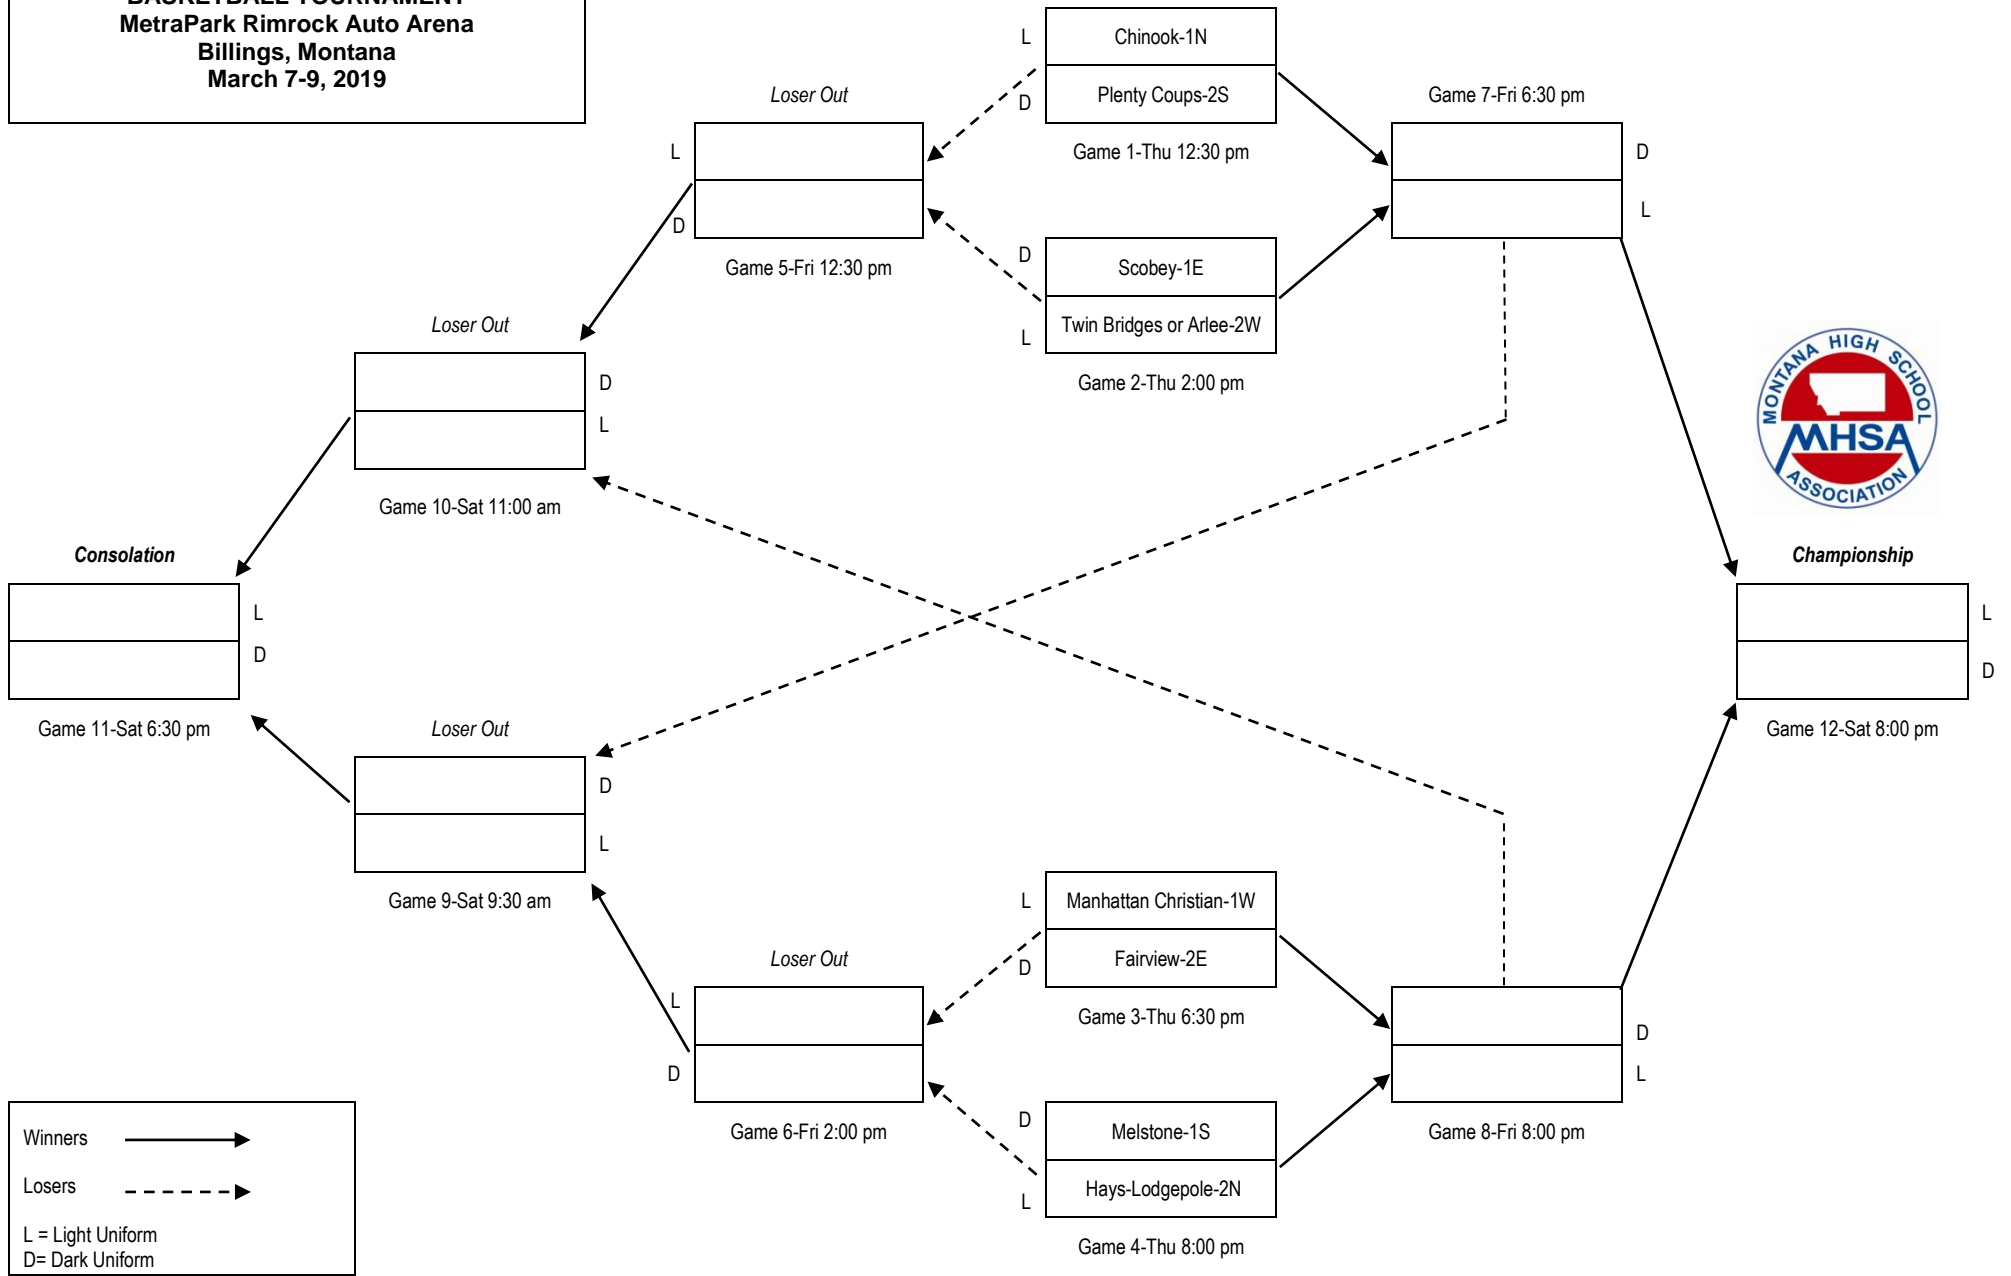 BASKETBALL TOURNAMENT
MetraPark Rimrock Auto Arena
Billings, Montana
March 7-9, 2019
L
Chinook-1N
D
Plenty Coups-2S
Game 1-Thu 12:30 pm
Loser Out
L
D
Game 5-Fri 12:30 pm
Game 7-Fri 6:30 pm
D
L
D
Scobey-1E
L
Twin Bridges or Arlee-2W
Game 2-Thu 2:00 pm
Loser Out
D
L
Game 10-Sat 11:00 am
MONTANA HIGH SCHOOL
MHSA
ASSOCIATION
Consolation
L
D
Game 11-Sat 6:30 pm
Championship
L
D
Game 12-Sat 8:00 pm
Loser Out
D
L
Game 9-Sat 9:30 am
L
Manhattan Christian-1W
D
Fairview-2E
Game 3-Thu 6:30 pm
Loser Out
L
D
Game 6-Fri 2:00 pm
D
L
Game 8-Fri 8:00 pm
D
Melstone-1S
L
Hays-Lodgepole-2N
Game 4-Thu 8:00 pm
Winners
Losers
L = Light Uniform
D= Dark Uniform